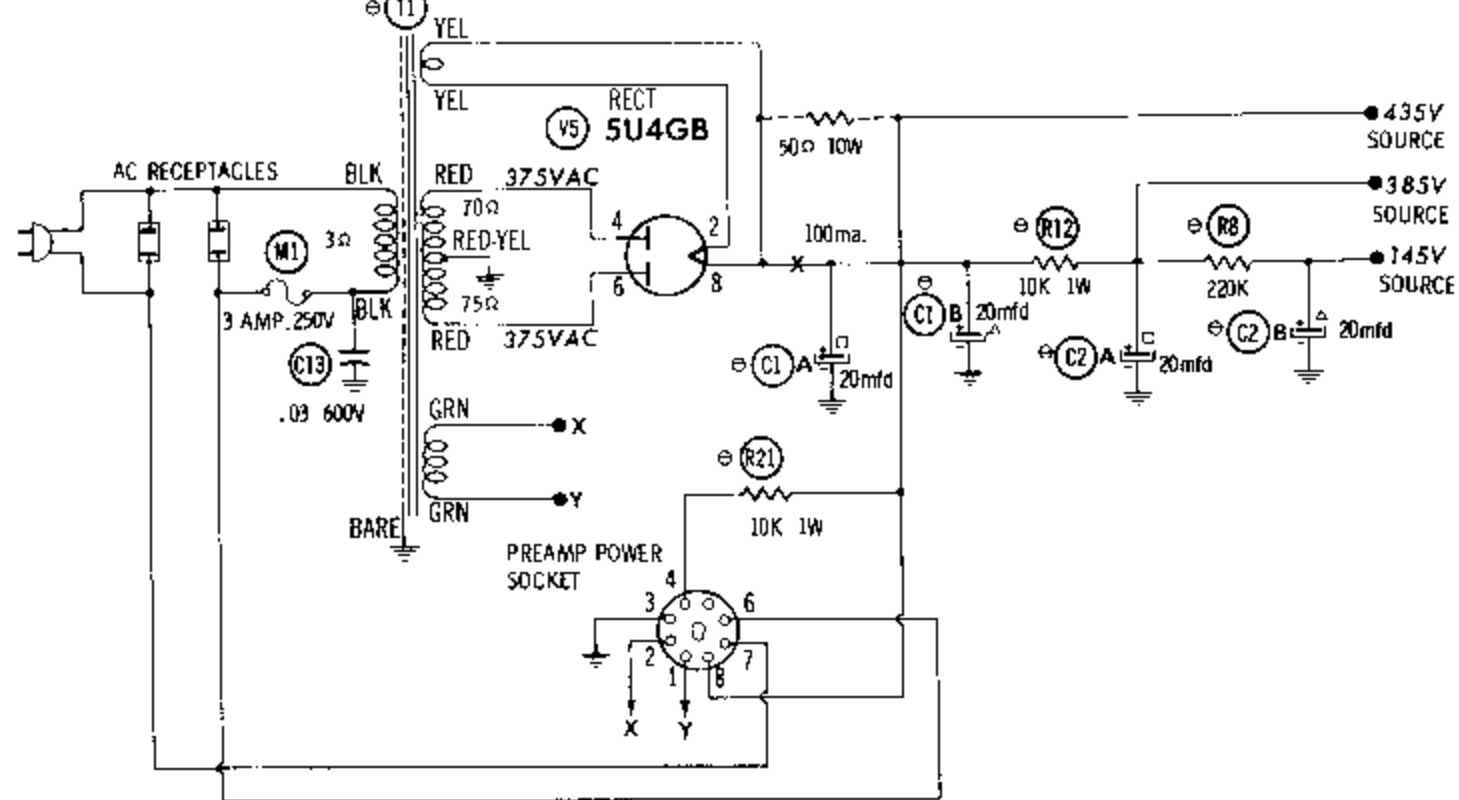 T1
YEL
YEL
RECT
V5 5U4GB
435V
SOURCE
50Ω 10W
AC RECEPTACLES
BLK
RED 375VAC
385V
SOURCE
70Ω
4
2
R12
R8
3Ω
RED-YEL
100ma.
X
145V
SOURCE
M1
6
8
10K 1W
220K
75Ω
3 AMP. 250V
BLK
RED 375VAC
C1 B 20mfd
C2 B 20mfd
C13
C1 A 20mfd
C2 A 20mfd
.03 600V
GRN
X
R21
Y
GRN
BARE
10K 1W
PREAMP POWER
SOCKET
4
3
6
2
7
1
8
X
Y